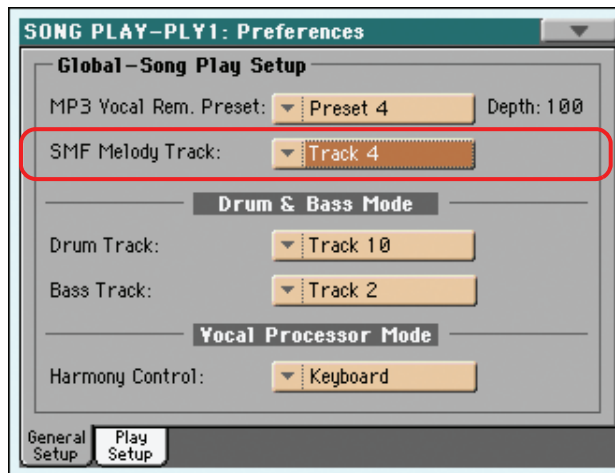 SONG PLAY-PLY1: Preferences
Global-Song Play Setup
MP3 Vocal Rem. Preset: Preset 4 Depth: 100
SMF Melody Track: Track 4
Drum & Bass Mode
Drum Track: Track 10
Bass Track: Track 2
Vocal Processor Mode
Harmony Control: Keyboard
General Setup
Play Setup